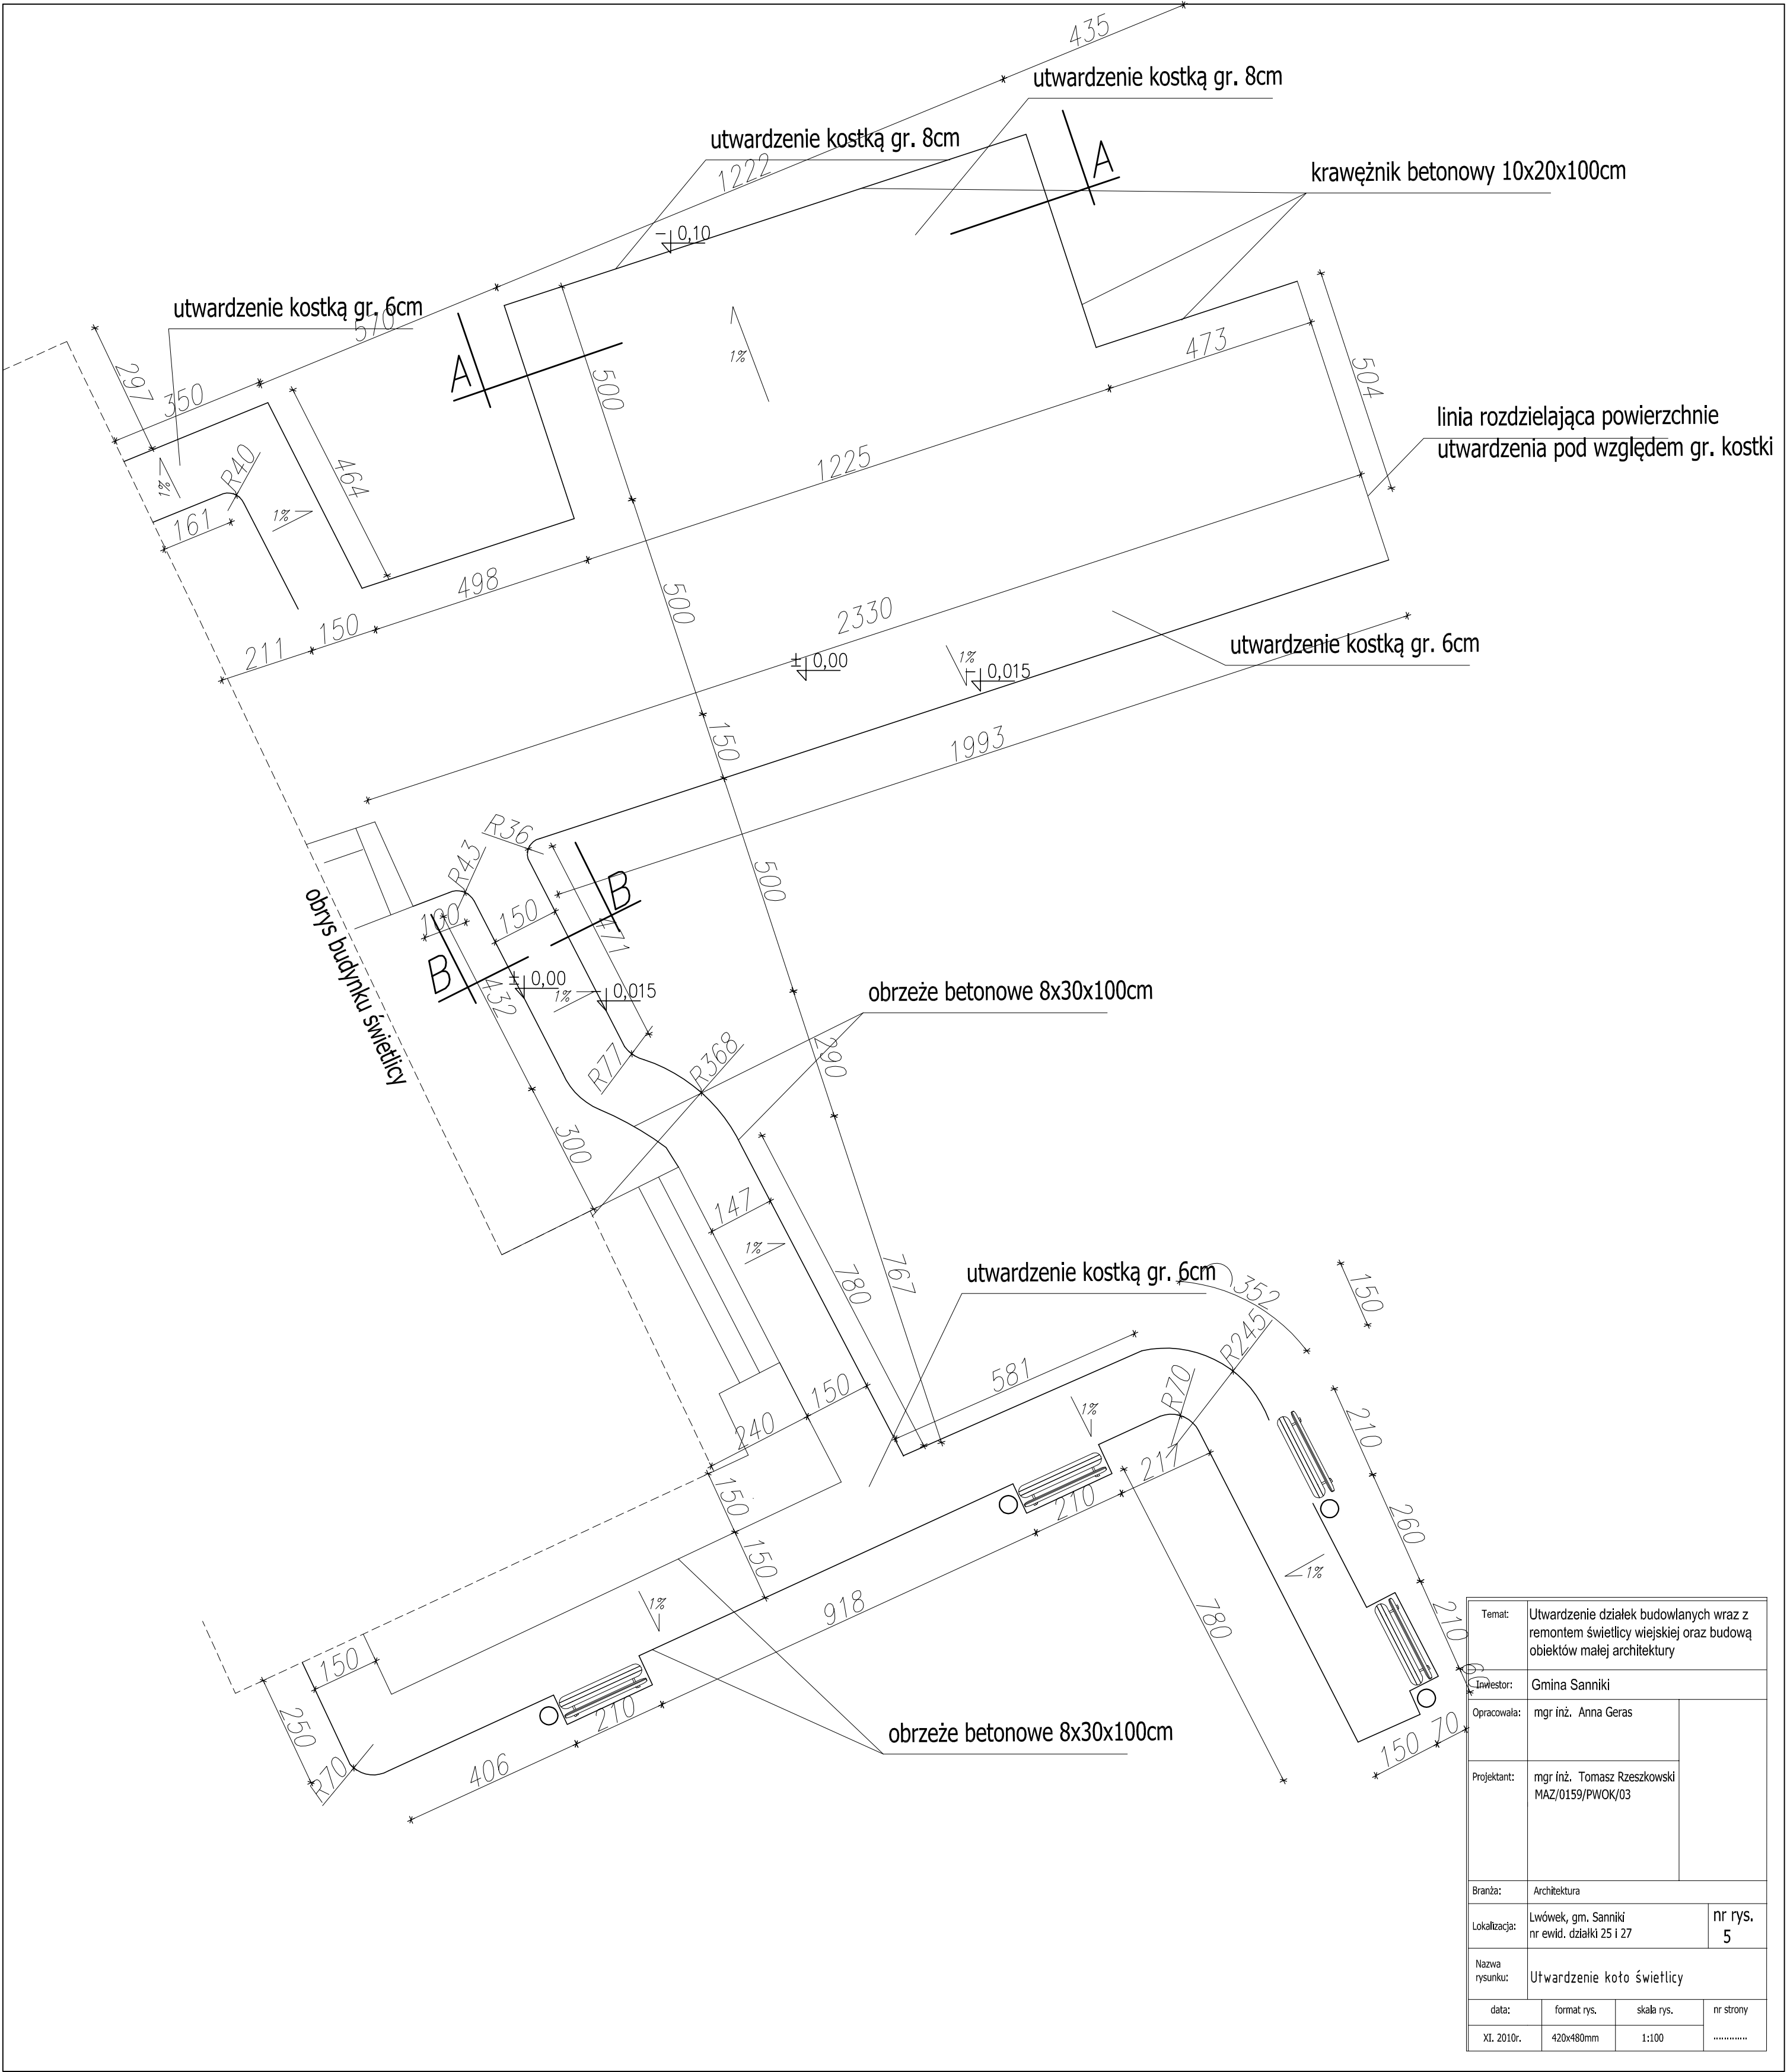 435
utwardzenie kostką gr. 8cm
utwardzenie kostką gr. 8cm
1222
A
krawężnik betonowy 10x20x100cm
- 0,10
utwardzenie kostką gr. 6cm
570
297
350
A
500
1%
473
504
linia rozdzielająca powierzchnie
utwardzenia pod względem gr. kostki
R40
464
1225
1%
161
1%
498
500
2330
150
211
utwardzenie kostką gr. 6cm
± 0,00
1%
- 0,015
150
1993
R36
R43
500
obrys budynku świetlicy
100
150
B
471
B
432
± 0,00
1%
- 0,015
obrzeże betonowe 8x30x100cm
R77
R368
290
300
147
1%
780
767
utwardzenie kostką gr. 6cm
352
150
R245
581
R70
150
240
1%
210
217
150
210
260
150
1%
918
1%
780
210
60
150
250
R70
210
406
obrzeże betonowe 8x30x100cm
150
70
Temat:
Utwardzenie działek budowlanych wraz z
remontem świetlicy wiejskiej oraz budową
obiektów małej architektury
Inwestor:
Gmina Sanniki
Opracowała:
mgr inż. Anna Geras
Projektant:
mgr inż. Tomasz Rzeszkowski
MAZ/0159/PWOK/03
Branża:
Architektura
Lokalizacja:
Lwówek, gm. Sanniki
nr ewid. działki 25 i 27
nr rys.
5
Nazwa
rysunku:
Utwardzenie koło świetlicy
data:
format rys.
skala rys.
nr strony
XI. 2010r.
420x480mm
1:100
.............